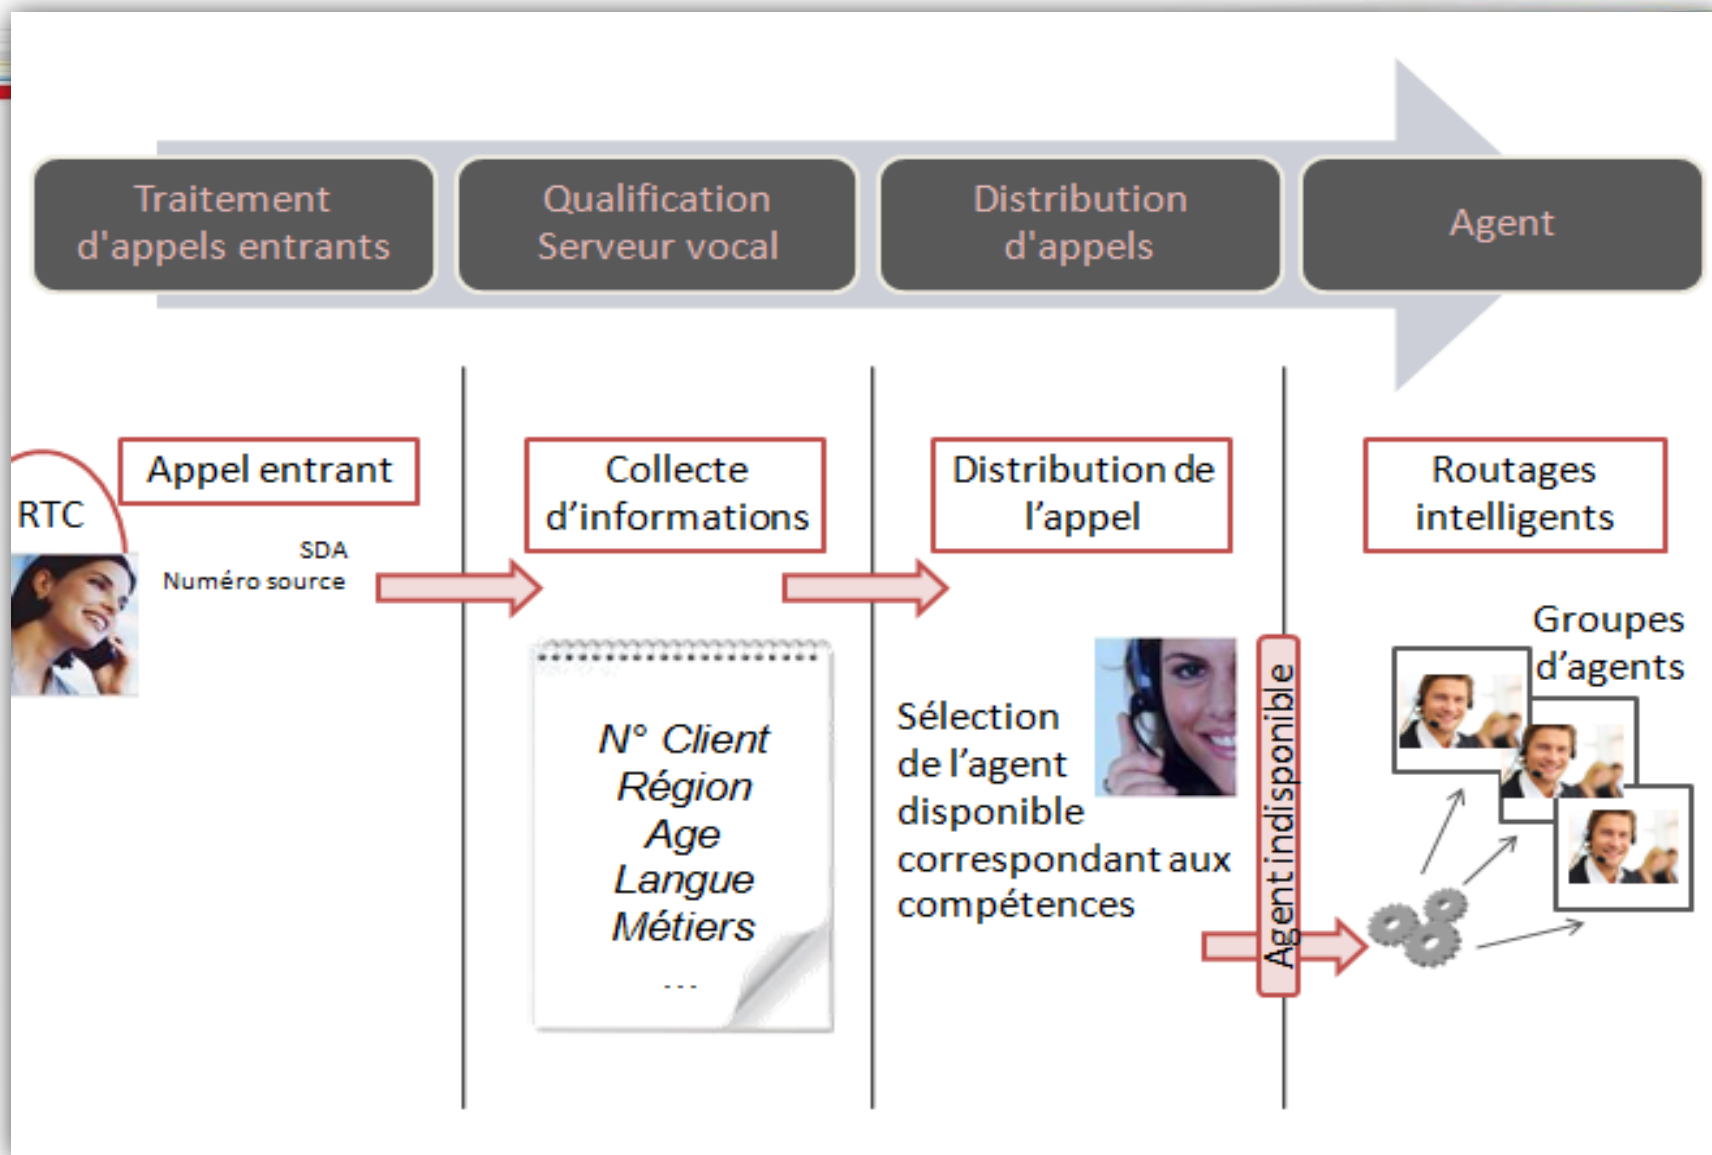 Traitement
d'appels entrants
Qualification
Serveur vocal
Distribution
d'appels
Agent
RTC
Appel entrant
SDA
Numéro source
Collecte
d’informations
N° Client
Région
Age
Langue
Métiers
...
Distribution de
l’appel
Sélection
de l’agent
disponible
correspondant aux
compétences
Agent indisponible
Routages
intelligents
Groupes
d’agents